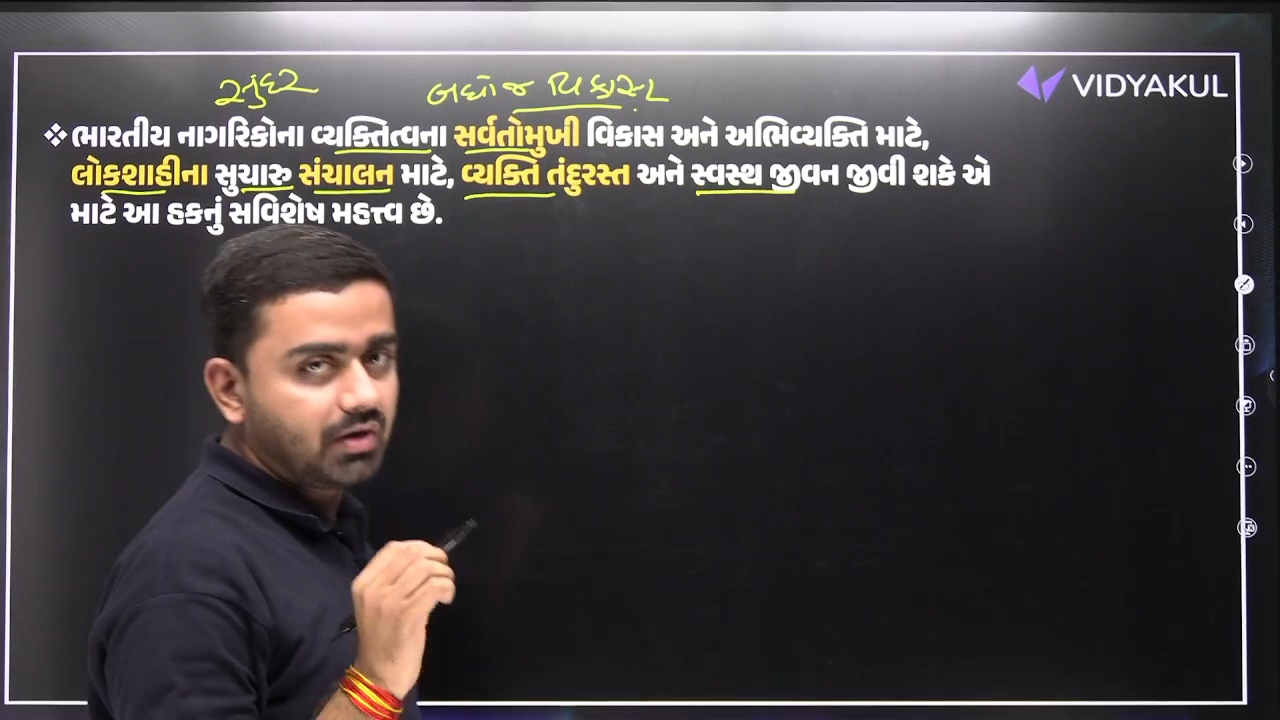 સુંદર બધો જ વિકાસ
VIDYAKUL
❖ ભારતીય નાગરિકોના વ્યક્તિત્વના સર્વતોમુખી વિકાસ અને અભિવ્યક્તિ માટે,
લોકશાહીના સુચારુ સંચાલન માટે, વ્યક્તિ તંદુરસ્ત અને સ્વસ્થ જીવન જીવી શકે એ
માટે આ હકનું સવિશેષ મહત્ત્વ છે.